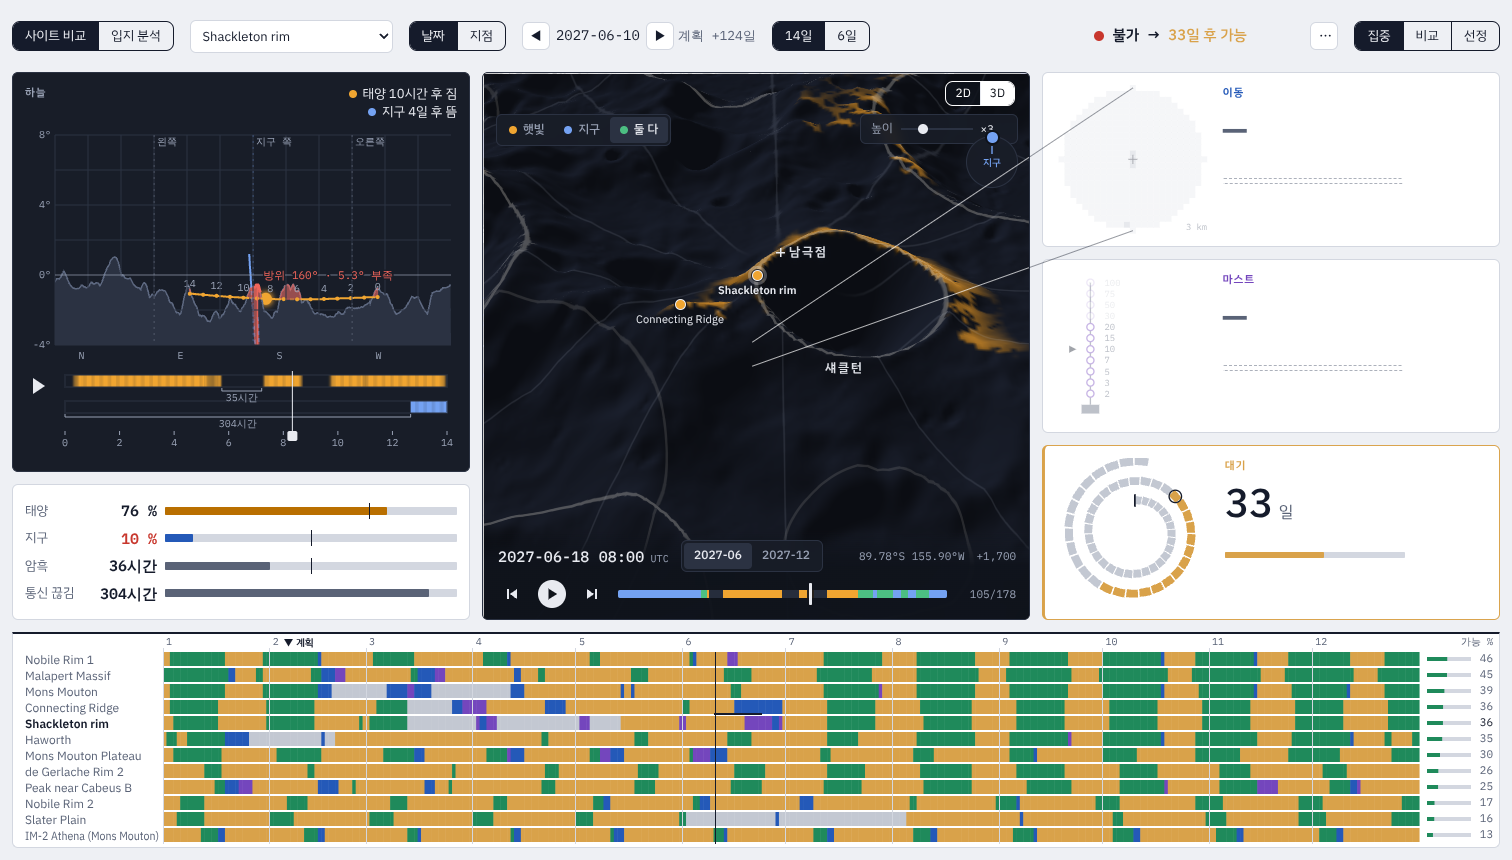 사이트 비교 입지 분석 Shackleton rim 날짜 지점 ◀ 2027-06-10 ▶ 계획 +124일 14일 6일 불가 → 33일 후 가능 ... 집중 비교 선정
하늘
태양 10시간 후 짐
지구 4일 후 뜸
8°
4°
0°
-4°
왼쪽 지구 쪽 오른쪽
방위 160° · 5.3° 부족
14 12 10 8 6 4 2 0
N E S W
35시간
304시간
0 2 4 6 8 10 12 14
태양 76 %
지구 10 %
암흑 36시간
통신 끊김 304시간
2D 3D
햇빛 지구 둘 다
높이
지구
남극점
Shackleton rim
Connecting Ridge
섀클턴
2027-06-18 08:00 UTC
2027-06 2027-12
89.78°S 155.90°W +1,700
105/178
이동
3 km
마스트
100
75
50
30
20
15
10
7
5
3
2
대기
33 일
1 2 ▼ 계획 3 4 5 6 7 8 9 10 11 12 가능 %
Nobile Rim 1 46
Malapert Massif 45
Mons Mouton 39
Connecting Ridge 36
Shackleton rim 36
Haworth 35
Mons Mouton Plateau 30
de Gerlache Rim 2 26
Peak near Cabeus B 25
Nobile Rim 2 17
Slater Plain 16
IM-2 Athena (Mons Mouton) 13